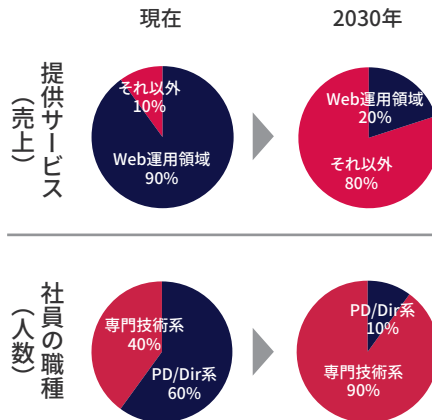 現在
2030年
提供サービス
（売上）
それ以外
10%
Web運用領域
90%
Web運用領域
20%
それ以外
80%
社員の職種
（人数）
専門技術系
40%
PD/Dir系
60%
PD/Dir系
10%
専門技術系
90%